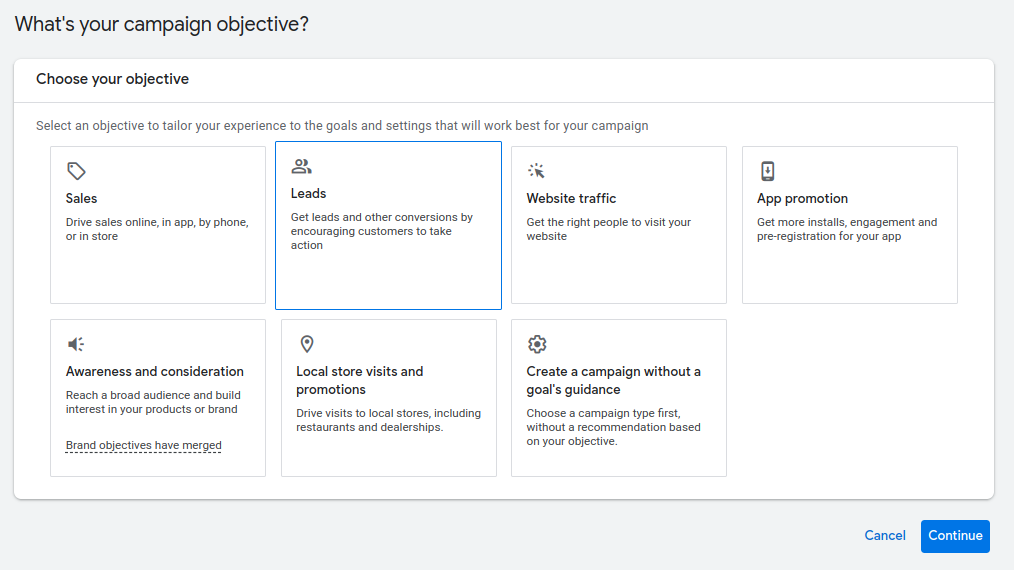 What's your campaign objective?
Choose your objective
Select an objective to tailor your experience to the goals and settings that will work best for your campaign
Sales
Drive sales online, in app, by phone,
or in store
Leads
Get leads and other conversions by
encouraging customers to take
action
Website traffic
Get the right people to visit your
website
App promotion
Get more installs, engagement and
pre-registration for your app
Awareness and consideration
Reach a broad audience and build
interest in your products or brand
Brand objectives have merged
Local store visits and
promotions
Drive visits to local stores, including
restaurants and dealerships.
Create a campaign without a
goal's guidance
Choose a campaign type first,
without a recommendation based
on your objective.
Cancel
Continue